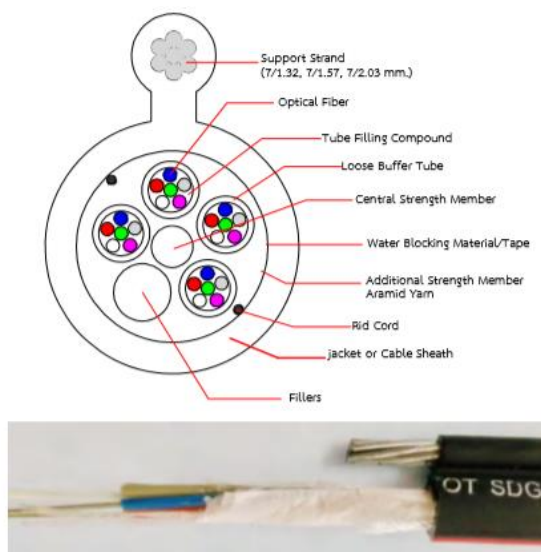 Support Strand
(7/1.32, 7/1.57, 7/2.03 mm.)
Optical Fiber
Tube Filling Compound
Loose Buffer Tube
Central Strength Member
Water Blocking Material/Tape
Additional Strength Member
Aramid Yarn
Rid Cord
jacket or Cable Sheath
Fillers
OT SDG